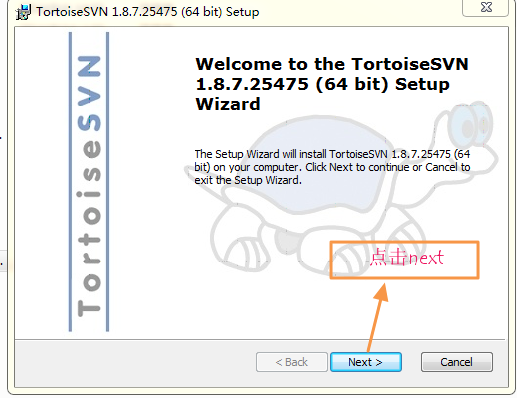 TortoiseSVN 1.8.7.25475 (64 bit) Setup
TortoiseSVN
Welcome to the TortoiseSVN
1.8.7.25475 (64 bit) Setup
Wizard
The Setup Wizard will install TortoiseSVN 1.8.7.25475 (64
bit) on your computer. Click Next to continue or Cancel to
exit the Setup Wizard.
点击next
< Back
Next >
Cancel